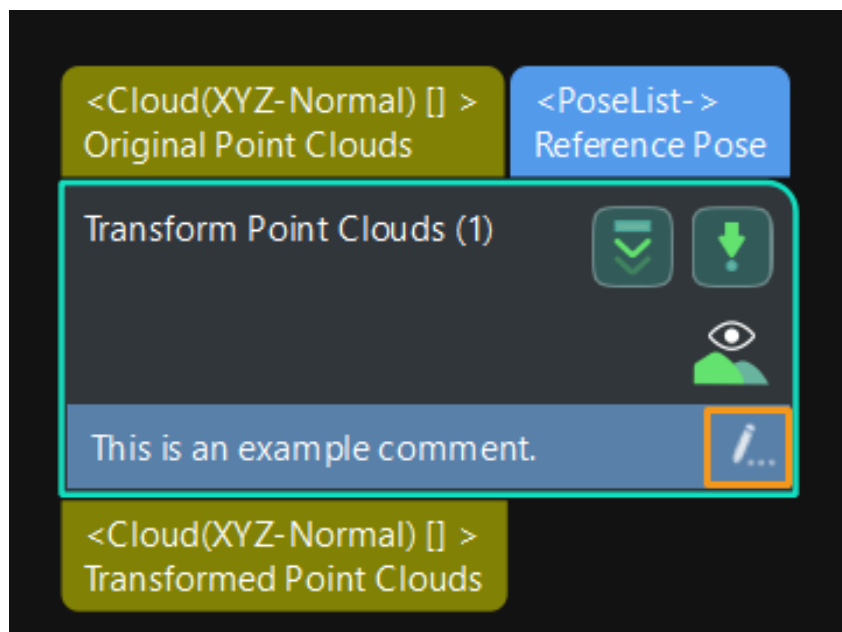 <Cloud(XYZ-Normal) [] >
Original Point Clouds
<PoseList->
Reference Pose
Transform Point Clouds (1)
This is an example comment.
<Cloud(XYZ-Normal) [] >
Transformed Point Clouds